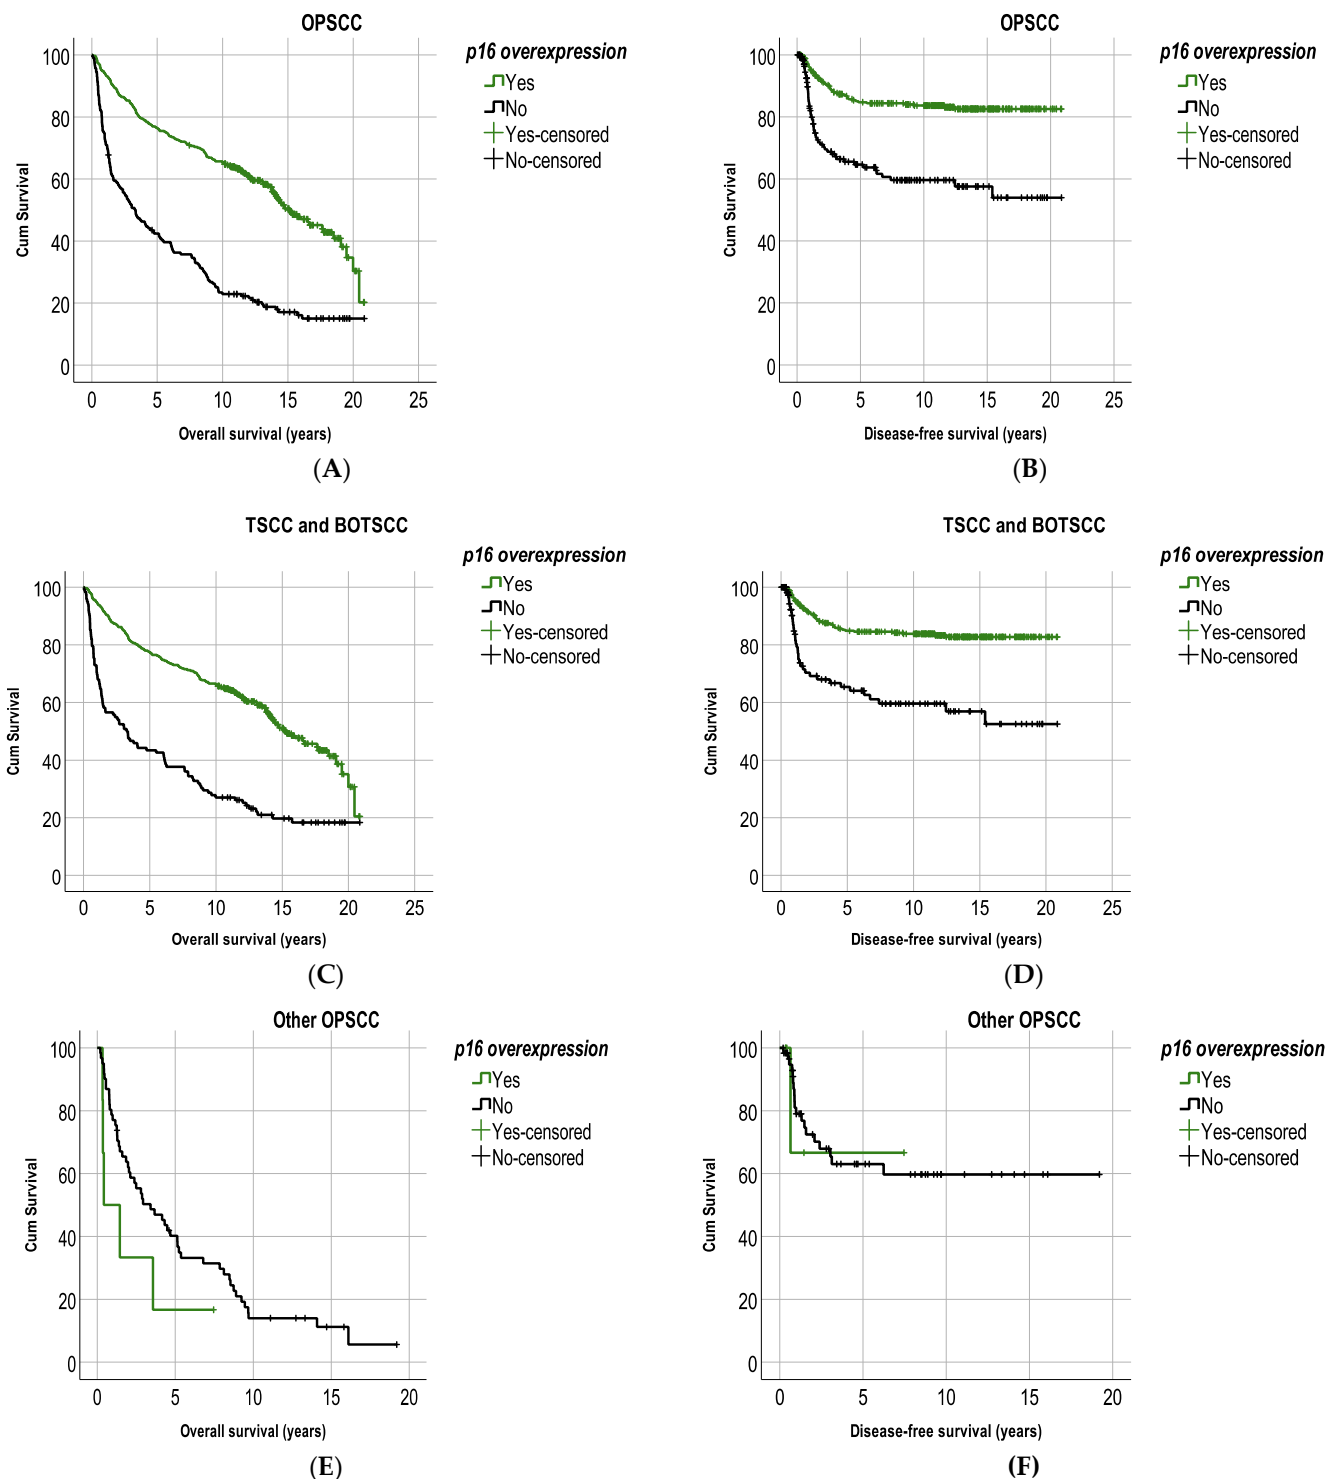 OPSCC
p16 overexpression
Yes
No
Yes-censored
No-censored
100
80
60
40
20
0
Cum Survival
0 5 10 15 20 25
Overall survival (years)
(A)
OPSCC
p16 overexpression
Yes
No
Yes-censored
No-censored
100
80
60
40
20
0
Cum Survival
0 5 10 15 20 25
Disease-free survival (years)
(B)
TSCC and BOTSCC
p16 overexpression
Yes
No
Yes-censored
No-censored
100
80
60
40
20
0
Cum Survival
0 5 10 15 20 25
Overall survival (years)
(C)
TSCC and BOTSCC
p16 overexpression
Yes
No
Yes-censored
No-censored
100
80
60
40
20
0
Cum Survival
0 5 10 15 20 25
Disease-free survival (years)
(D)
Other OPSCC
p16 overexpression
Yes
No
Yes-censored
No-censored
100
80
60
40
20
0
Cum Survival
0 5 10 15 20
Overall survival (years)
(E)
Other OPSCC
p16 overexpression
Yes
No
Yes-censored
No-censored
100
80
60
40
20
0
Cum Survival
0 5 10 15 20
Disease-free survival (years)
(F)